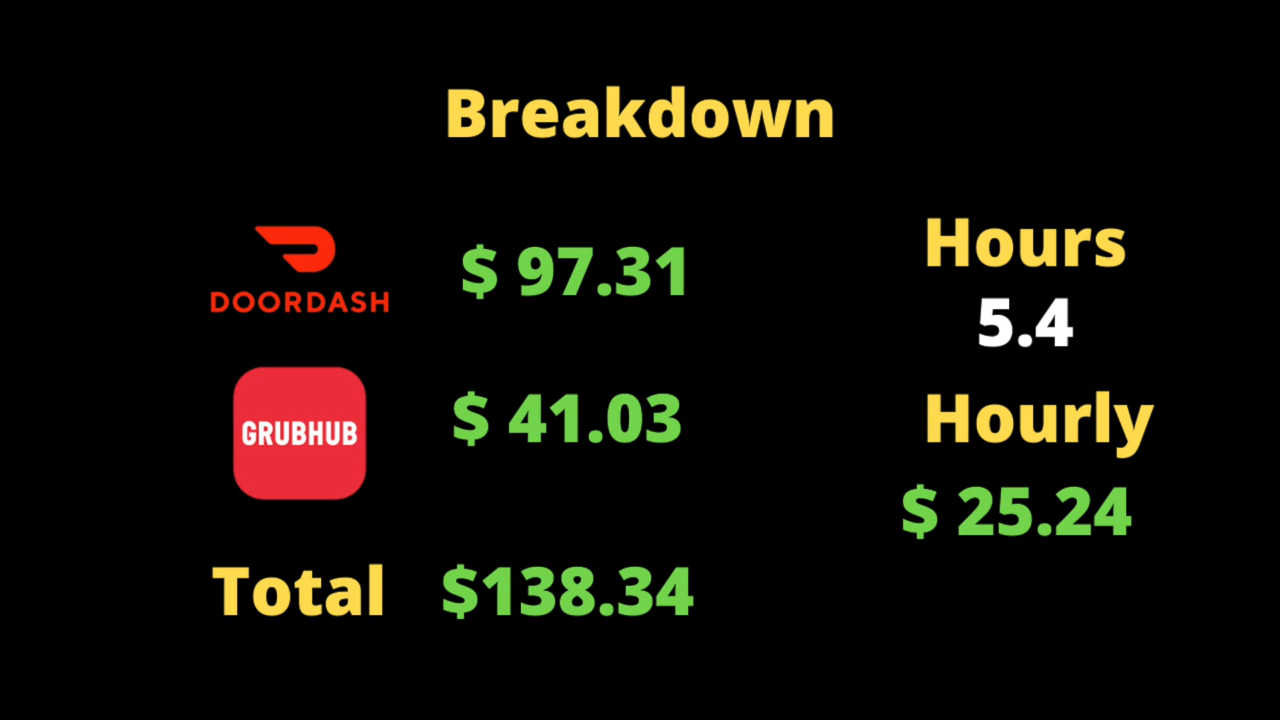 Breakdown
DOORDASH
$ 97.31
GRUBHUB
$ 41.03
Total $138.34
Hours
5.4
Hourly
$ 25.24